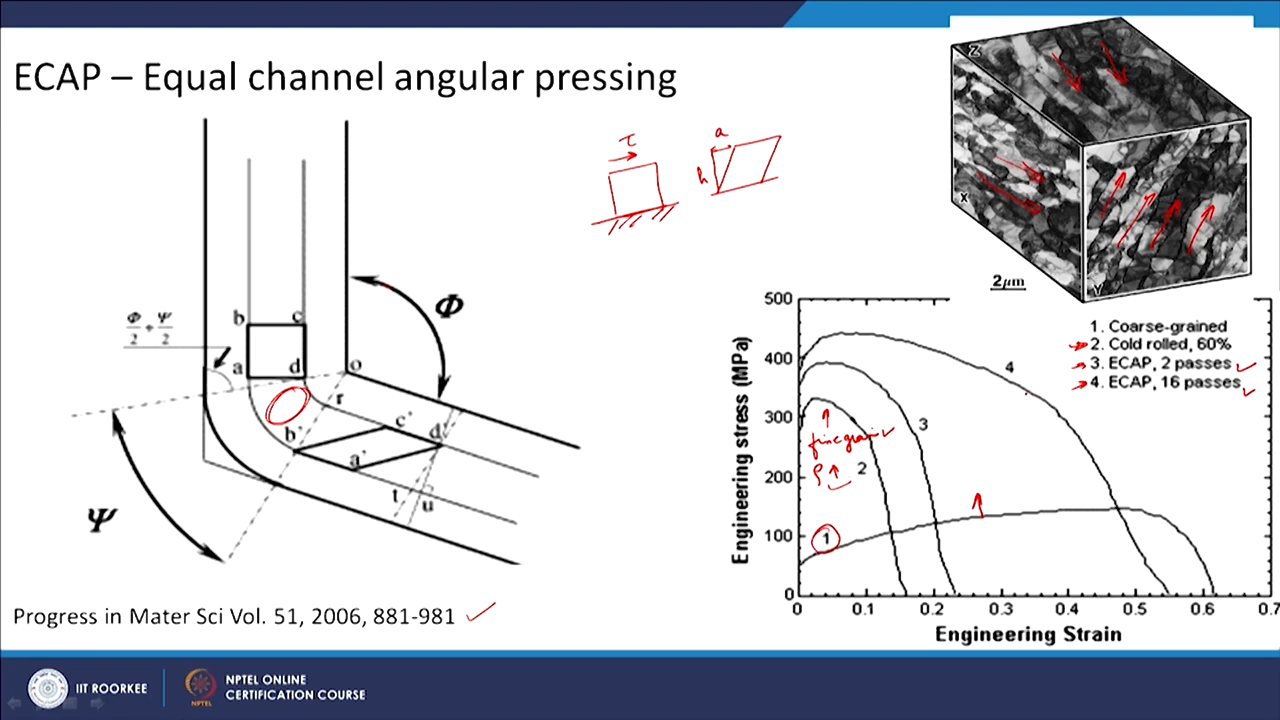 ECAP – Equal channel angular pressing
Φ/2 + Ψ/2
b
c
a
d
o
Φ
r
b'
c'
a'
d'
t
u
Ψ
τ
a
h
Z
X
Y
2μm
500
400
300
200
100
0
Engineering stress (MPa)
1. Coarse-grained
2. Cold rolled, 60%
3. ECAP, 2 passes
4. ECAP, 16 passes
4
3
fine grain
ρ ↑
2
1
0
0.1
0.2
0.3
0.4
0.5
0.6
0.7
Engineering Strain
Progress in Mater Sci Vol. 51, 2006, 881-981
IIT ROORKEE
NPTEL
NPTEL ONLINE
CERTIFICATION COURSE